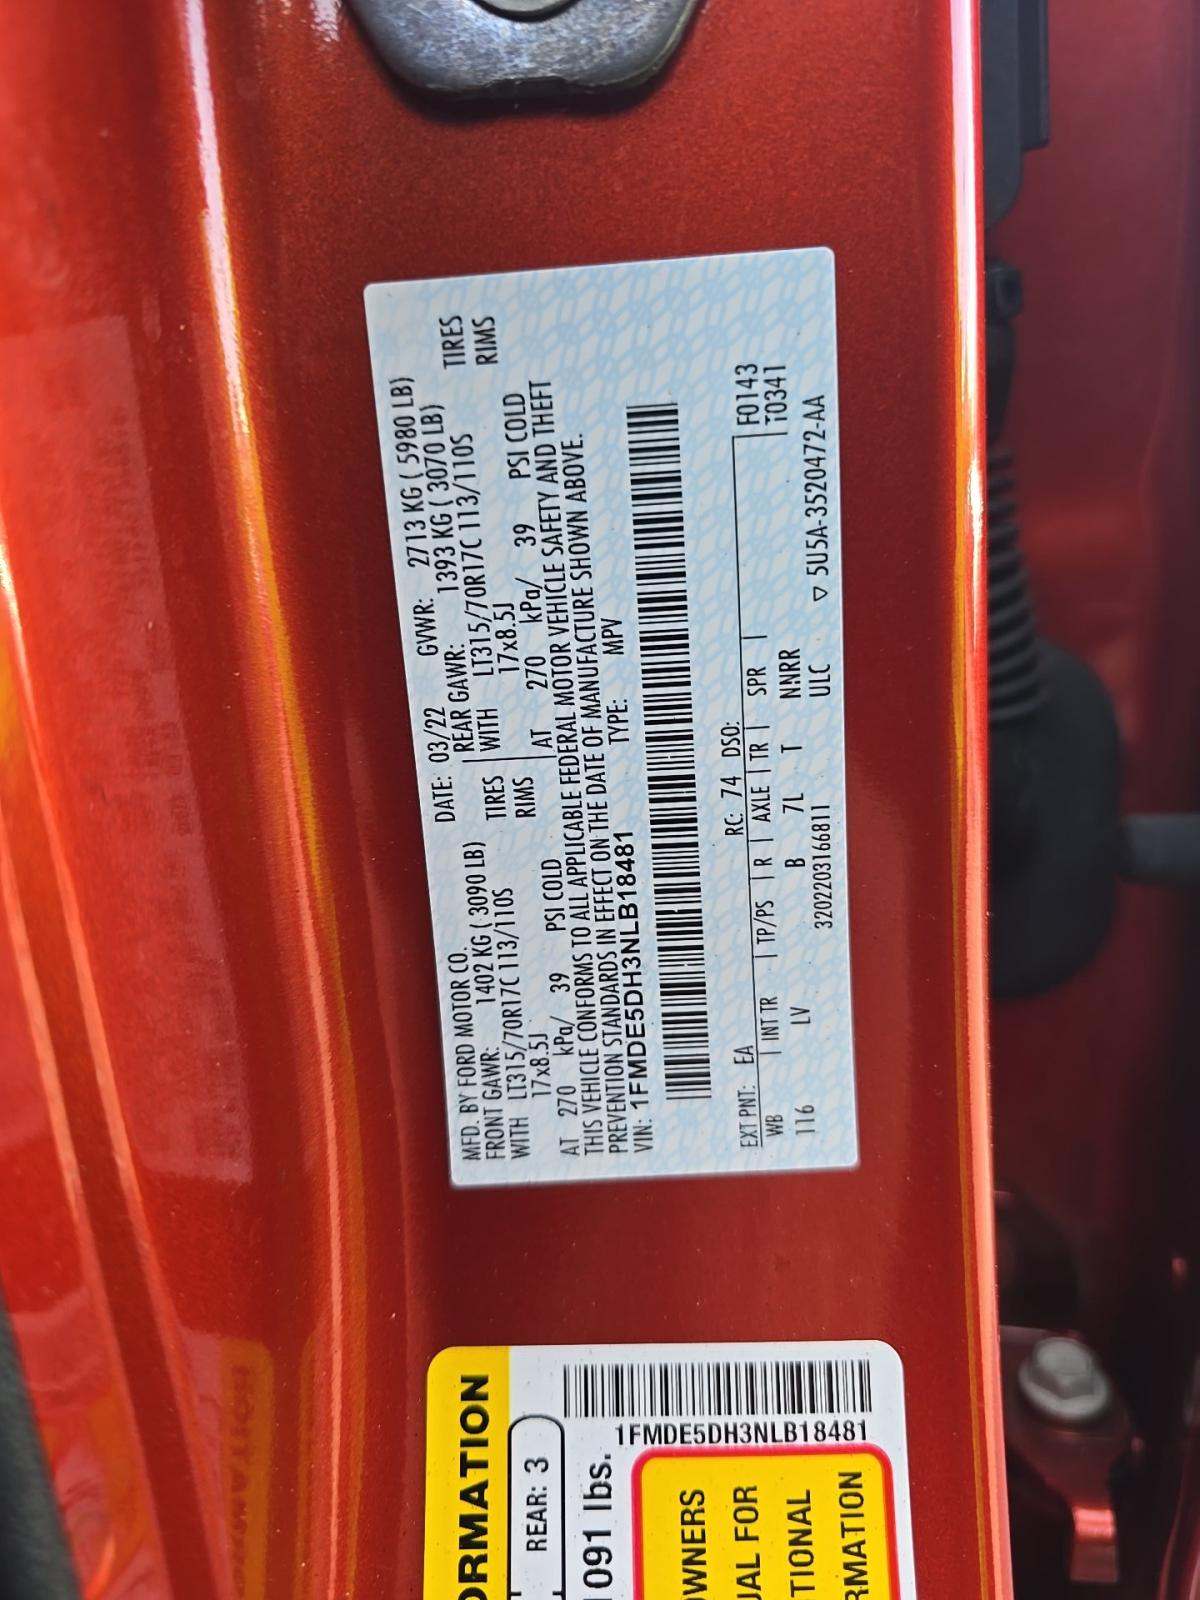 MFD. BY FORD MOTOR CO.
DATE: 03/22 GVWR: 2713 KG ( 5980 LB)
FRONT GAWR: 1402 KG ( 3090 LB) REAR GAWR: 1393 KG ( 3070 LB)
WITH LT315/70R17C 113/110S TIRES WITH LT315/70R17C 113/110S TIRES
17x8.5J RIMS 17x8.5J RIMS
AT 270 kPa/ 39 PSI COLD AT 270 kPa/ 39 PSI COLD
THIS VEHICLE CONFORMS TO ALL APPLICABLE FEDERAL MOTOR VEHICLE SAFETY AND THEFT
PREVENTION STANDARDS IN EFFECT ON THE DATE OF MANUFACTURE SHOWN ABOVE.
VIN: 1FMDE5DH3NLB18481 TYPE: MPV
EXT PNT: EA RC: 74 DSO: F0143
WB INT TR TP/PS R AXLE TR SPR T0341
116 LV B 7L T NNRR
3202203166811 ULC ▽ 5U5A-3520472-AA
ORMATION
REAR: 3
1FMDE5DH3NLB18481
091 lbs.
OWNERS
UAL FOR
TIONAL
RMATION